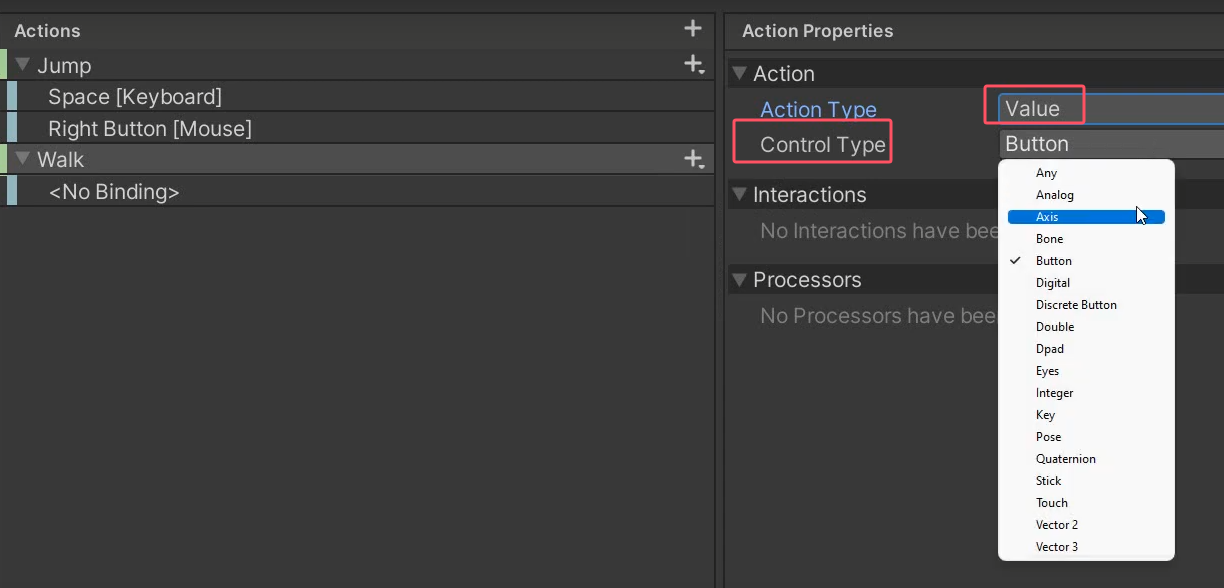 Actions
Jump
Space [Keyboard]
Right Button [Mouse]
Walk
<No Binding>
Action Properties
Action
Action Type Value
Control Type Button
Interactions
No Interactions have bee
Processors
No Processors have bee
Any
Analog
Axis
Bone
Button
Digital
Discrete Button
Double
Dpad
Eyes
Integer
Key
Pose
Quaternion
Stick
Touch
Vector 2
Vector 3